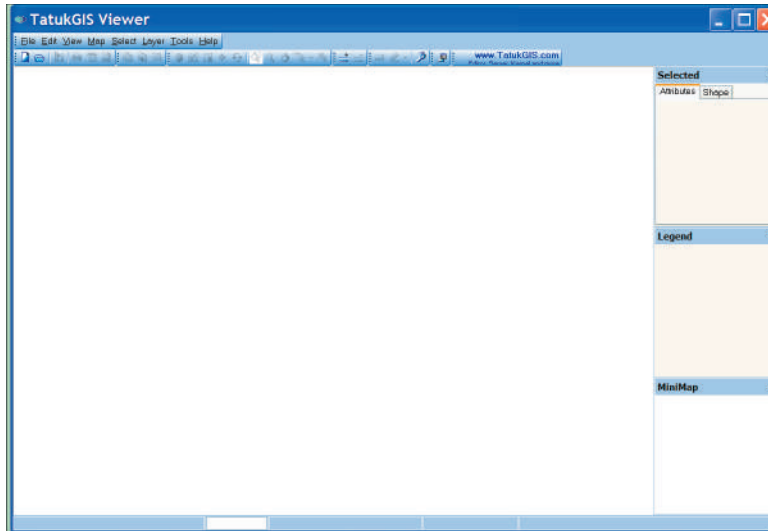 TatukGIS Viewer
File Edit View Map Select Layer Tools Help
www.TatukGIS.com
Selected
Attributes Shape
Legend
MiniMap